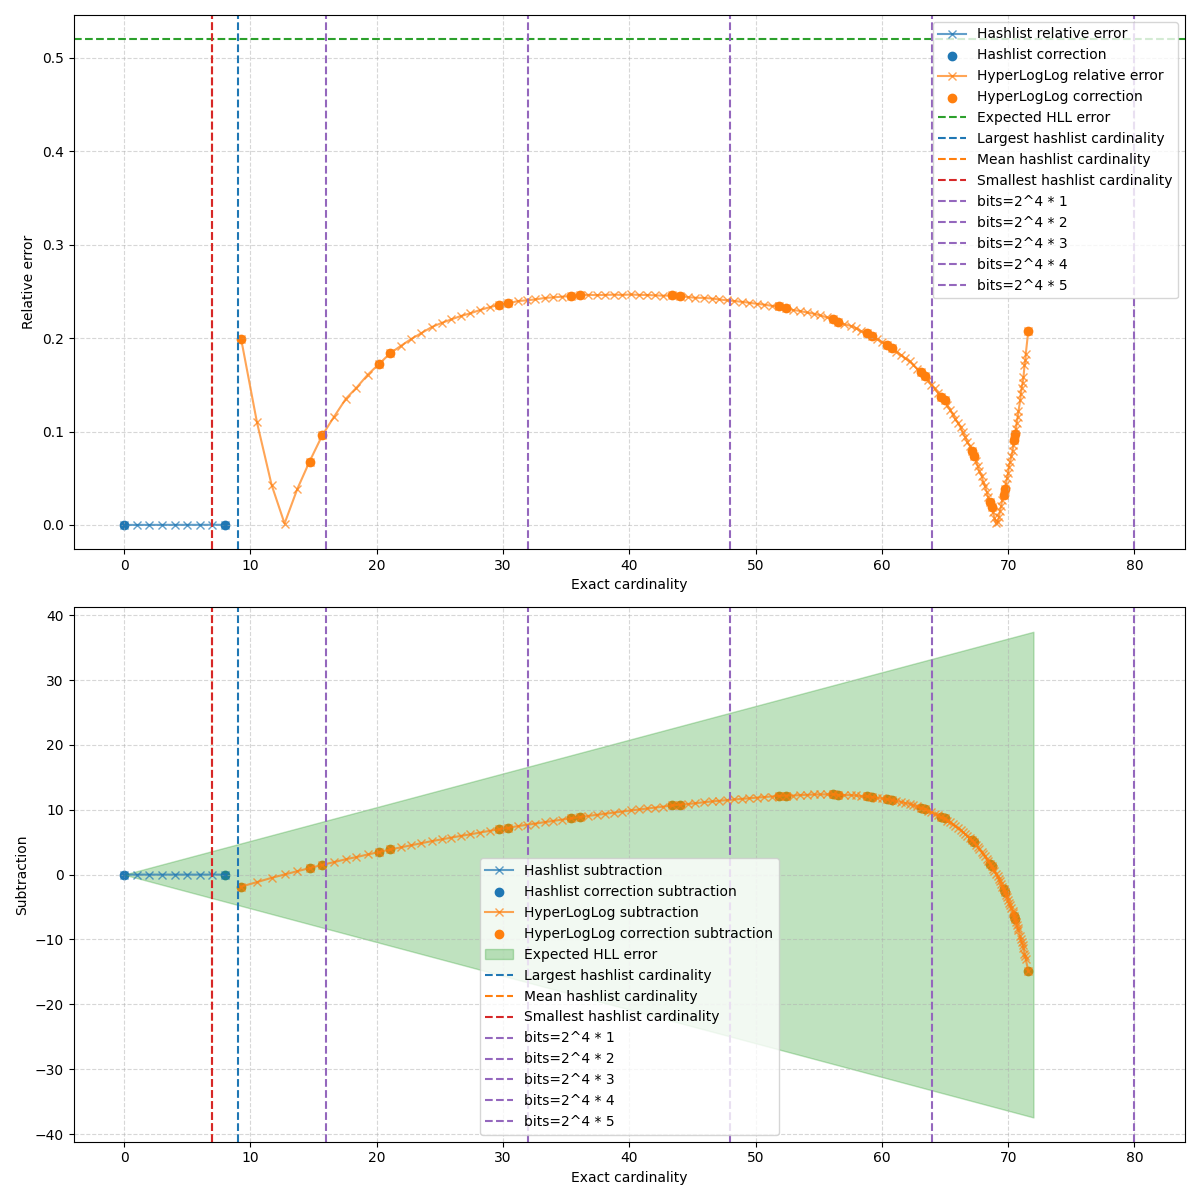 0.5
0.4
0.3
0.2
0.1
0.0
Relative error
Hashlist relative error
Hashlist correction
HyperLogLog relative error
HyperLogLog correction
Expected HLL error
Largest hashlist cardinality
Mean hashlist cardinality
Smallest hashlist cardinality
bits=2^4 * 1
bits=2^4 * 2
bits=2^4 * 3
bits=2^4 * 4
bits=2^4 * 5
0 10 20 30 40 50 60 70 80
Exact cardinality
40
30
20
10
0
−10
−20
−30
−40
Subtraction
Hashlist subtraction
Hashlist correction subtraction
HyperLogLog subtraction
HyperLogLog correction subtraction
Expected HLL error
Largest hashlist cardinality
Mean hashlist cardinality
Smallest hashlist cardinality
bits=2^4 * 1
bits=2^4 * 2
bits=2^4 * 3
bits=2^4 * 4
bits=2^4 * 5
0 10 20 30 40 50 60 70 80
Exact cardinality